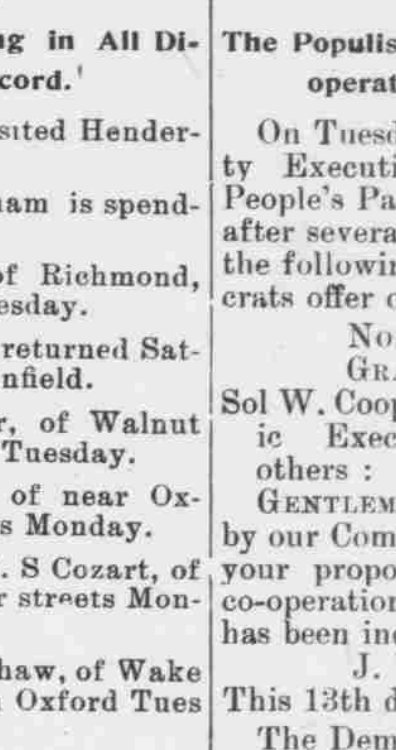 ng in All Di-
cord.'
sited Hender-
am is spend-
of Richmond,
esday.
returned Sat-
nfield.
r, of Walnut
Tuesday.
of near Ox-
s Monday.
. S Cozart, of
r streets Mon-
haw, of Wake
Oxford Tues
The Populis
operat
On Tuesd
ty Executi
People's Pa
after severa
the followin
crats offer o
No
GRA
Sol W. Coop
ic Exec
others :
GENTLEM
by our Com
your propo
co-operation
has been in
J.
This 13th d
The Dem